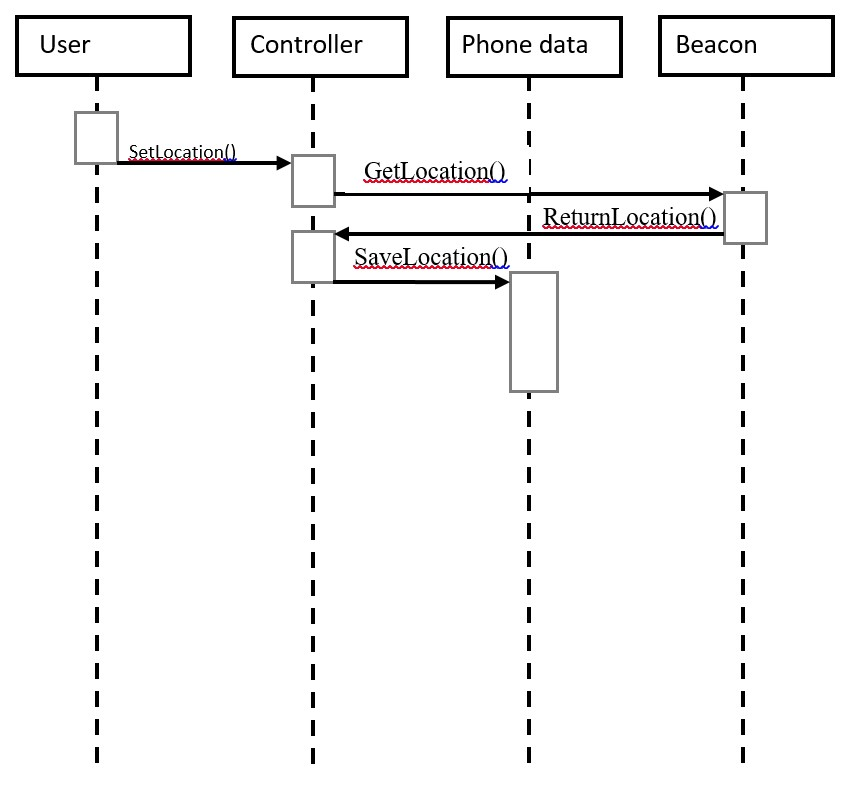 User
Controller
Phone data
Beacon
SetLocation()
GetLocation()
ReturnLocation()
SaveLocation()